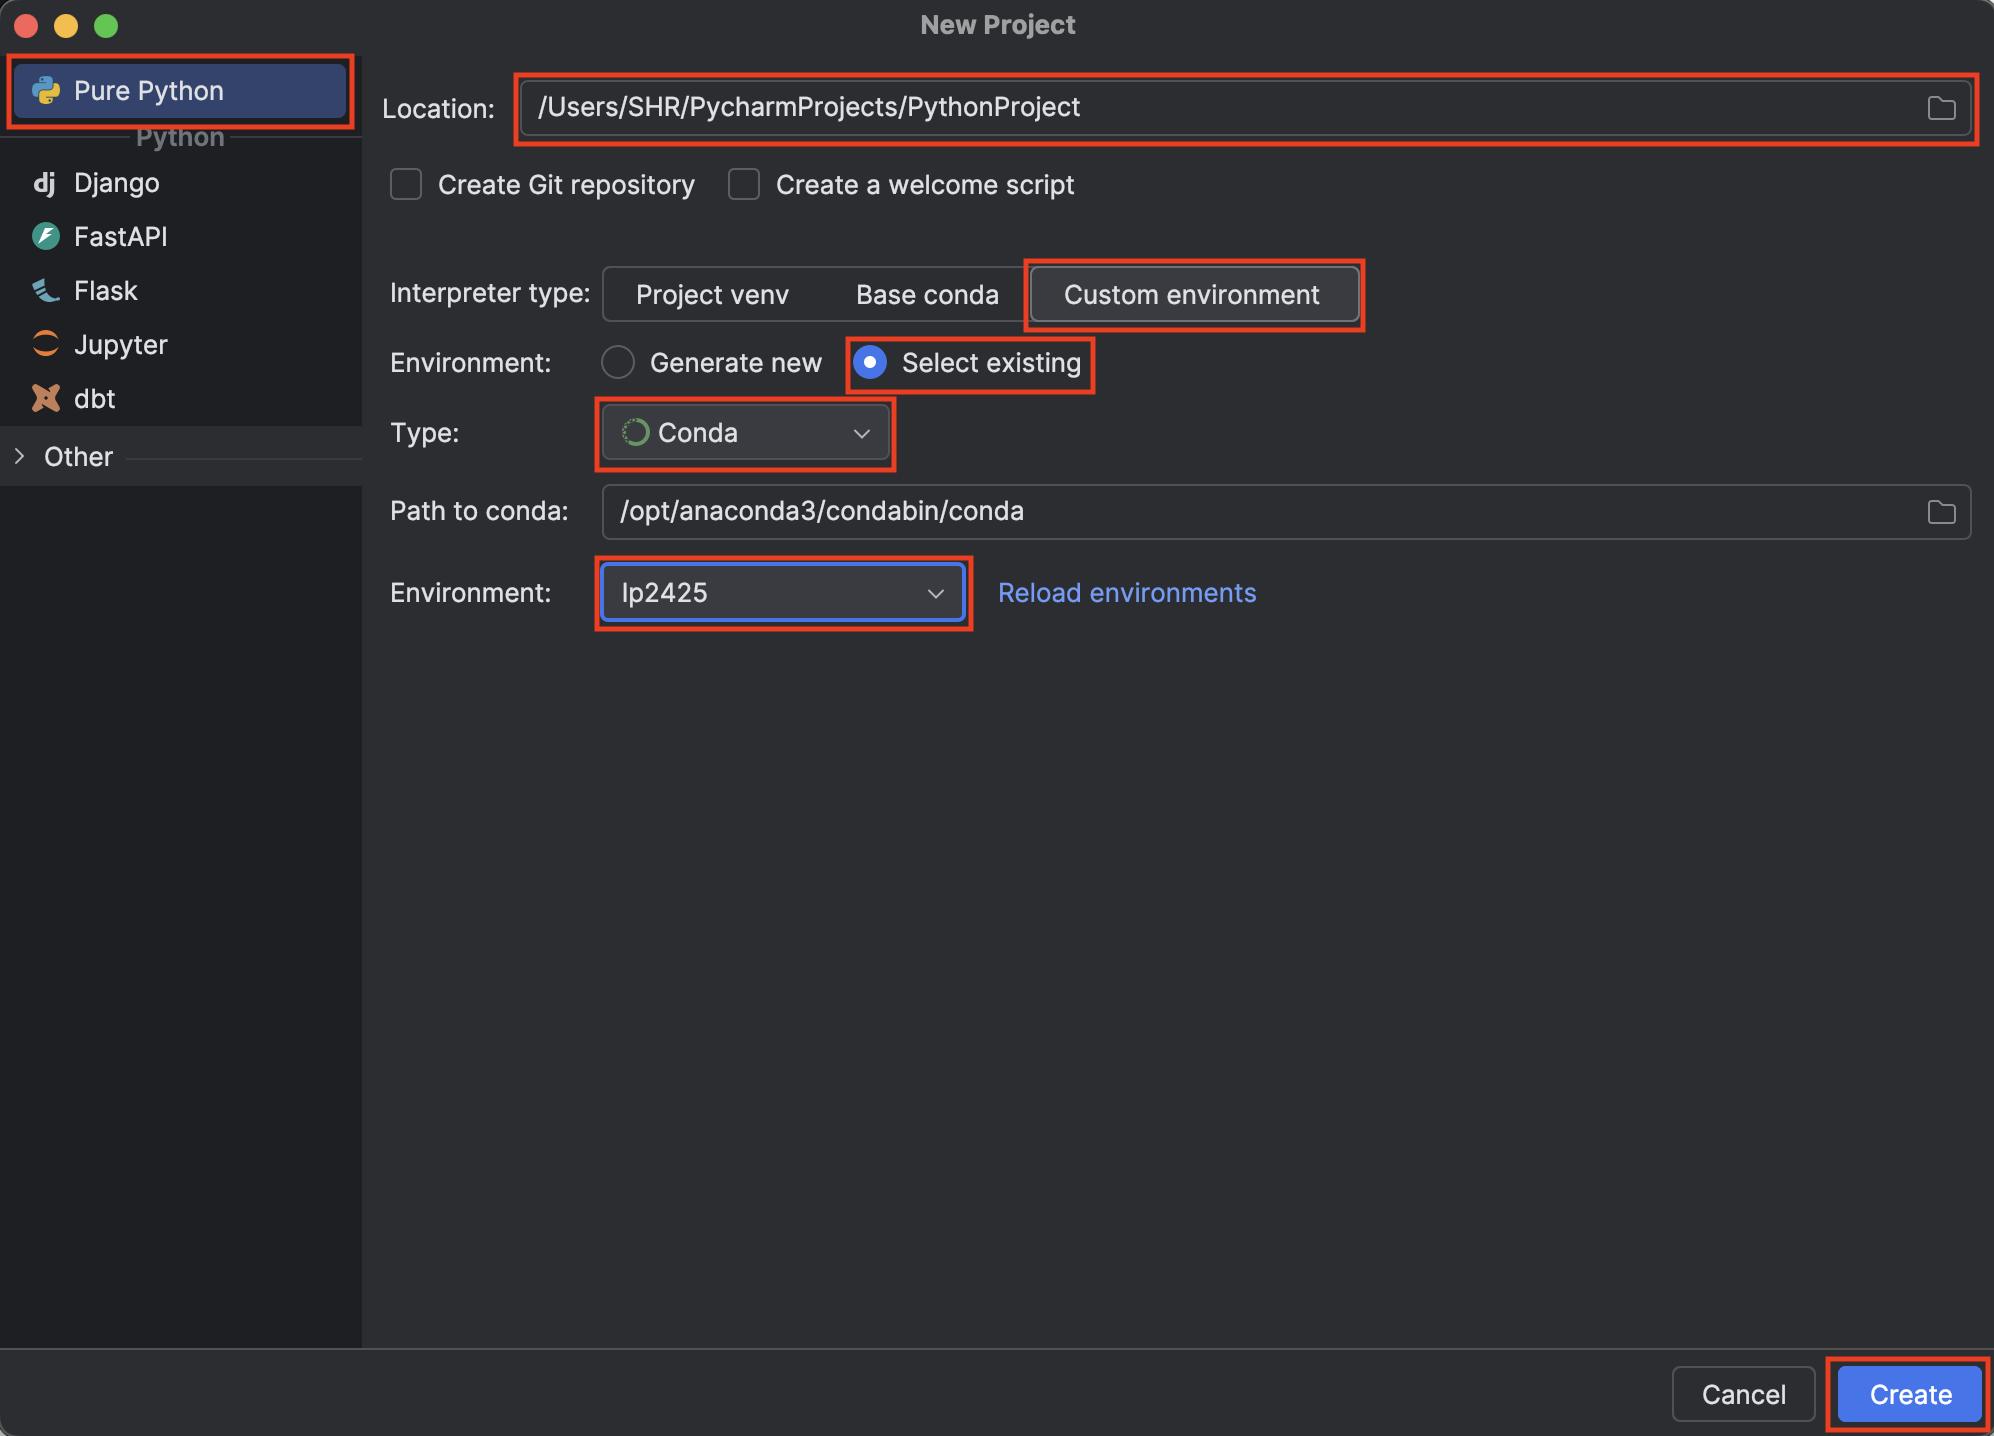 New Project
Pure Python
Python
Django
FastAPI
Flask
Jupyter
dbt
Other
Location: /Users/SHR/PycharmProjects/PythonProject
Create Git repository Create a welcome script
Interpreter type: Project venv Base conda Custom environment
Environment: Generate new Select existing
Type: Conda
Path to conda: /opt/anaconda3/condabin/conda
Environment: lp2425 Reload environments
Cancel Create